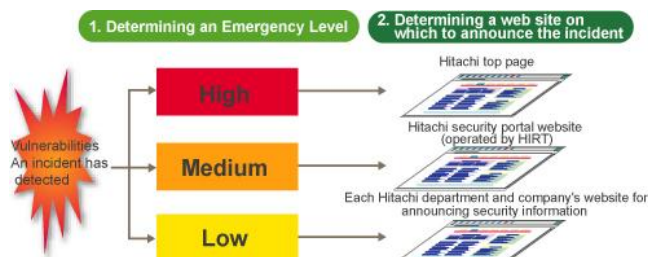 1. Determining an Emergency Level
2. Determining a web site on
which to announce the incident
Vulnerabilities
An incident has
detected
High
Medium
Low
Hitachi top page
Hitachi security portal website
(operated by HIRT)
Each Hitachi department and company's website for
announcing security information